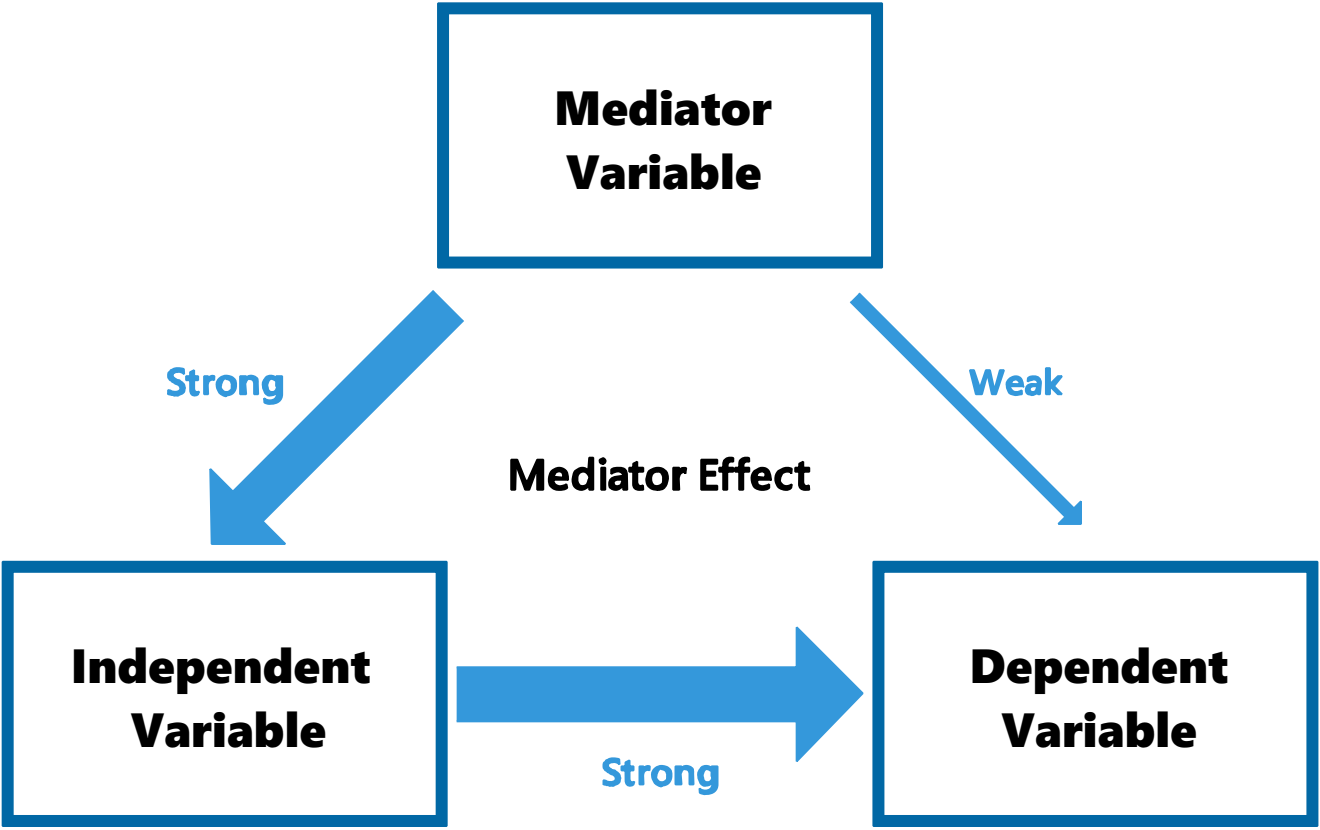 Mediator
Variable
Strong
Weak
Mediator Effect
Independent
Variable
Dependent
Variable
Strong